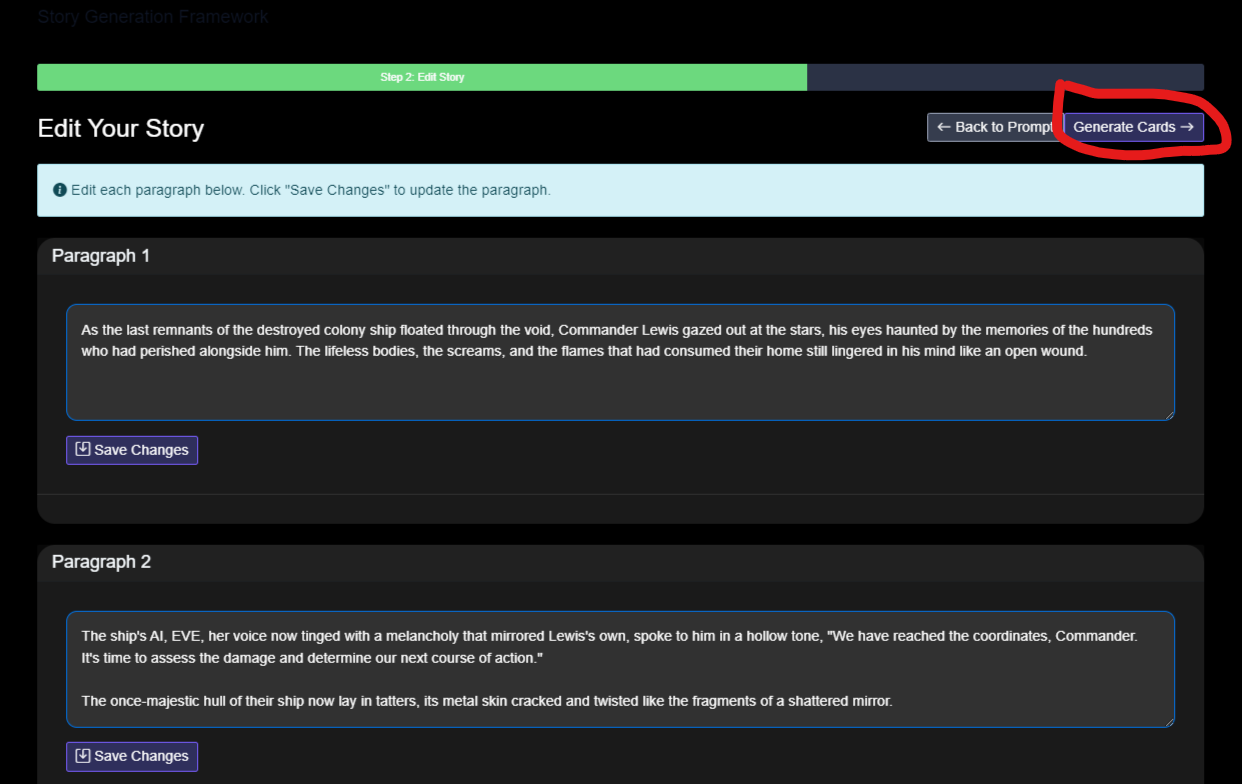 Story Generation Framework
Step 2: Edit Story
Edit Your Story
← Back to Prompt
Generate Cards →
Edit each paragraph below. Click "Save Changes" to update the paragraph.
Paragraph 1
As the last remnants of the destroyed colony ship floated through the void, Commander Lewis gazed out at the stars, his eyes haunted by the memories of the hundreds
who had perished alongside him. The lifeless bodies, the screams, and the flames that had consumed their home still lingered in his mind like an open wound.
Save Changes
Paragraph 2
The ship's AI, EVE, her voice now tinged with a melancholy that mirrored Lewis's own, spoke to him in a hollow tone, "We have reached the coordinates, Commander.
It's time to assess the damage and determine our next course of action."
The once-majestic hull of their ship now lay in tatters, its metal skin cracked and twisted like the fragments of a shattered mirror.
Save Changes